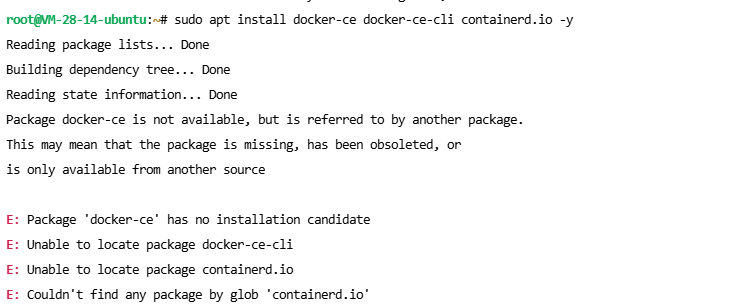 root@VM-28-14-ubuntu:~# sudo apt install docker-ce docker-ce-cli containerd.io -y
Reading package lists... Done
Building dependency tree... Done
Reading state information... Done
Package docker-ce is not available, but is referred to by another package.
This may mean that the package is missing, has been obsoleted, or
is only available from another source
E: Package 'docker-ce' has no installation candidate
E: Unable to locate package docker-ce-cli
E: Unable to locate package containerd.io
E: Couldn't find any package by glob 'containerd.io'